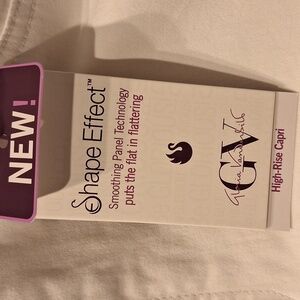 NEW!
Shape Effect™
Smoothing Panel Technology
puts the flat in flattering
GV
Gloria Vanderbilt
High-Rise Capri